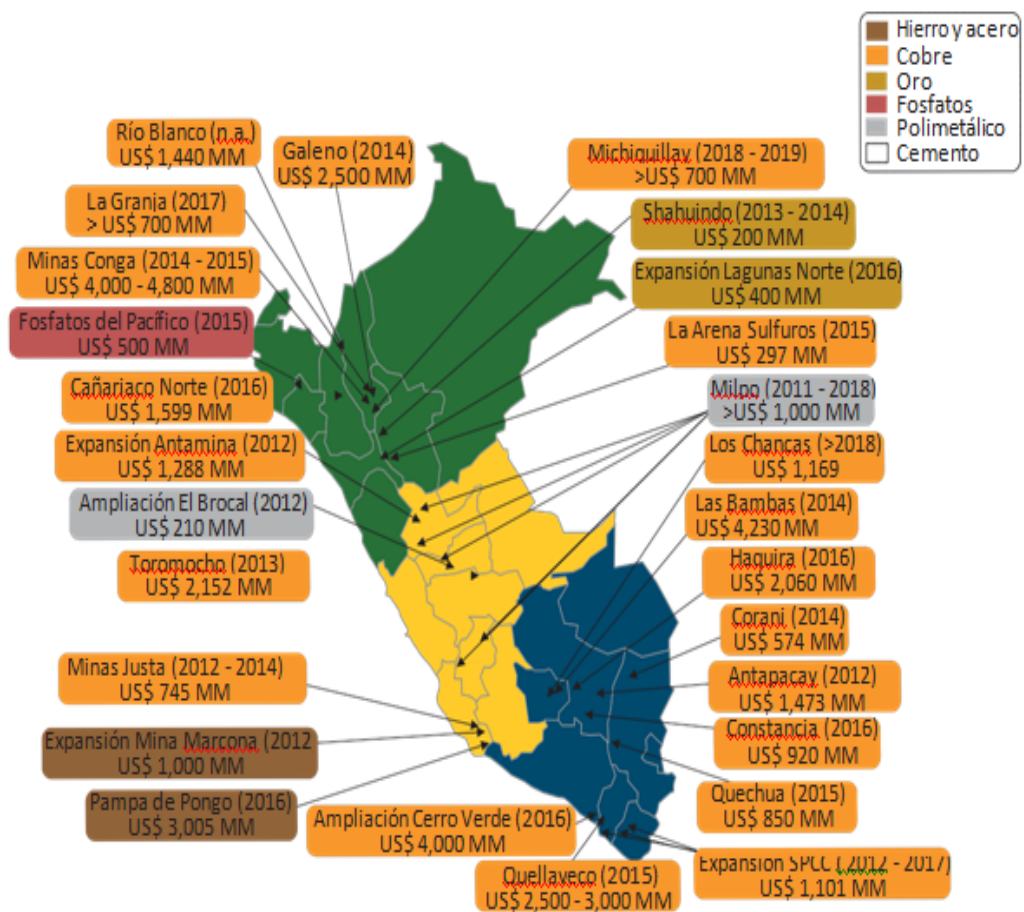 Hierro y acero
Cobre
Oro
Fosfatos
Polimetálico
Cemento
Río Blanco (n.a.)
US$ 1,440 MM
Galeno (2014)
US$ 2,500 MM
La Granja (2017)
> US$ 700 MM
Minas Conga (2014 - 2015)
US$ 4,000 - 4,800 MM
Fosfatos del Pacífico (2015)
US$ 500 MM
Cañariaco Norte (2016)
US$ 1,599 MM
Expansión Antamina (2012)
US$ 1,288 MM
Ampliación El Brocal (2012)
US$ 210 MM
Toromocho (2013)
US$ 2,152 MM
Minas Justa (2012 - 2014)
US$ 745 MM
Expansión Mina Marcona (2012
US$ 1,000 MM
Pampa de Pongo (2016)
US$ 3,005 MM
Michiquillay (2018 - 2019)
>US$ 700 MM
Shahuindo (2013 - 2014)
US$ 200 MM
Expansión Lagunas Norte (2016)
US$ 400 MM
La Arena Sulfuros (2015)
US$ 297 MM
Milpo (2011 - 2018)
>US$ 1,000 MM
Los Chancas (>2018)
US$ 1,169
Las Bambas (2014)
US$ 4,230 MM
Haquira (2016)
US$ 2,060 MM
Corani (2014)
US$ 574 MM
Antapacay (2012)
US$ 1,473 MM
Constancia (2016)
US$ 920 MM
Quechua (2015)
US$ 850 MM
Ampliación Cerro Verde (2016)
US$ 4,000 MM
Quellaveco (2015)
US$ 2,500 - 3,000 MM
Expansión SPCC ( 2012 - 2017)
US$ 1,101 MM